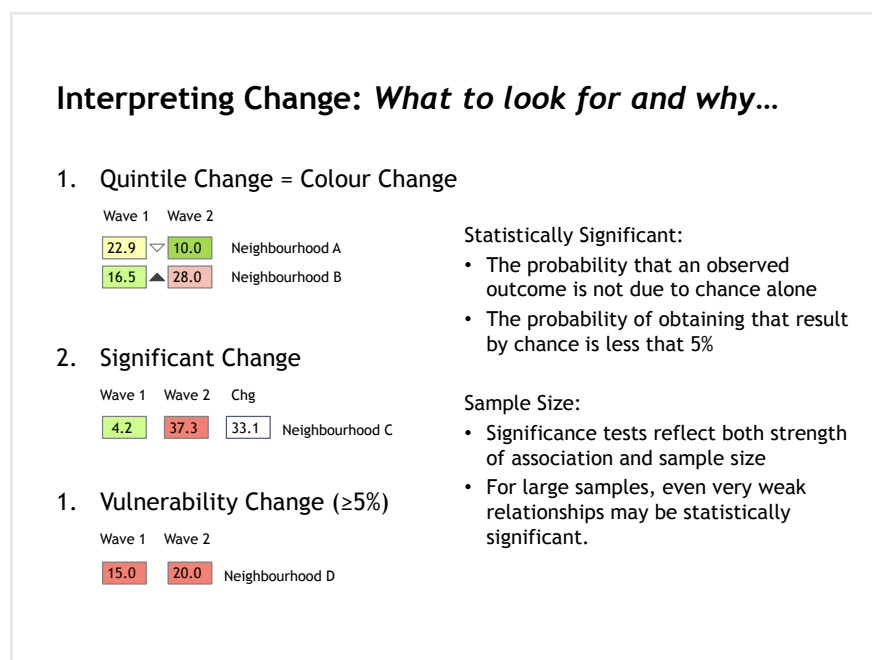 Interpreting Change: What to look for and why…
1. Quintile Change = Colour Change
Wave 1 Wave 2
22.9 10.0 Neighbourhood A
16.5 28.0 Neighbourhood B
2. Significant Change
Wave 1 Wave 2 Chg
4.2 37.3 33.1 Neighbourhood C
1. Vulnerability Change (≥5%)
Wave 1 Wave 2
15.0 20.0 Neighbourhood D
Statistically Significant:
• The probability that an observed
outcome is not due to chance alone
• The probability of obtaining that result
by chance is less that 5%
Sample Size:
• Significance tests reflect both strength
of association and sample size
• For large samples, even very weak
relationships may be statistically
significant.